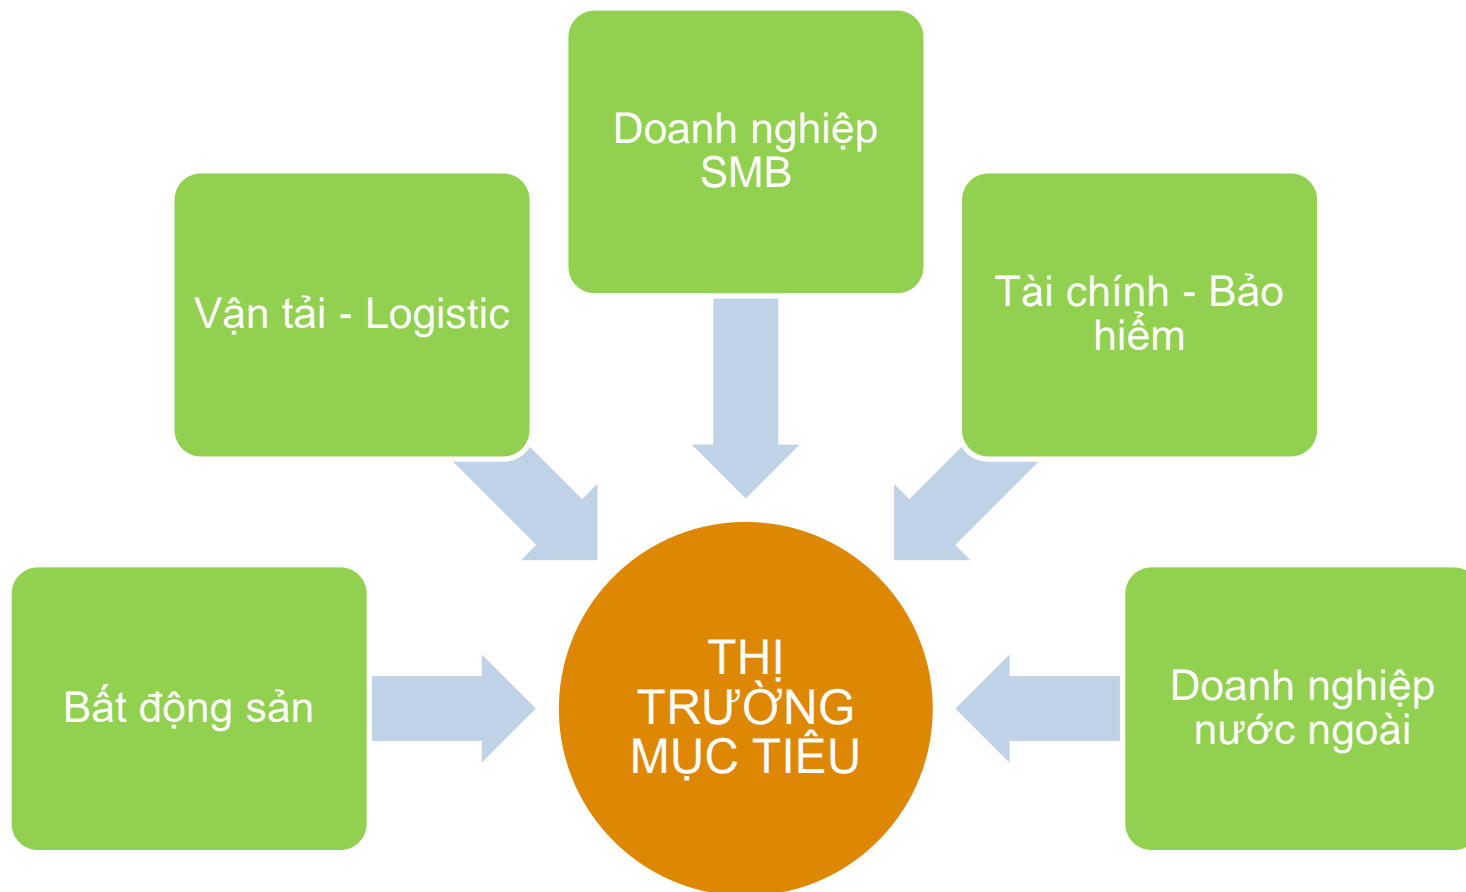 Doanh nghiệp
SMB
Vận tải - Logistic
Tài chính - Bảo
hiểm
Bất động sản
THỊ
TRƯỜNG
MỤC TIÊU
Doanh nghiệp
nước ngoài